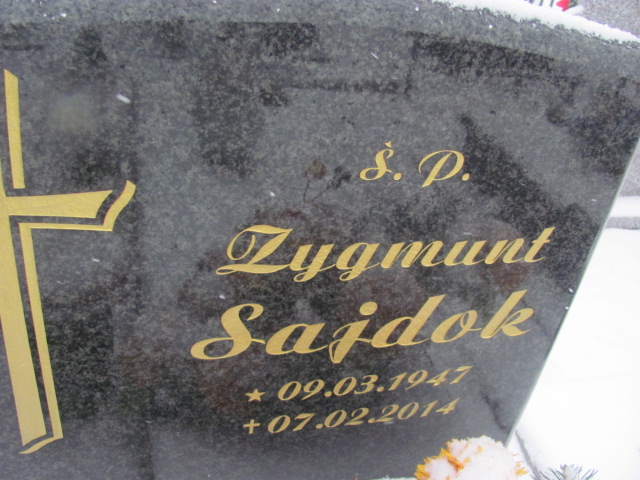 Ś. P.
Zygmunt
Sajdok
★ 09.03.1947
✝ 07.02.2014